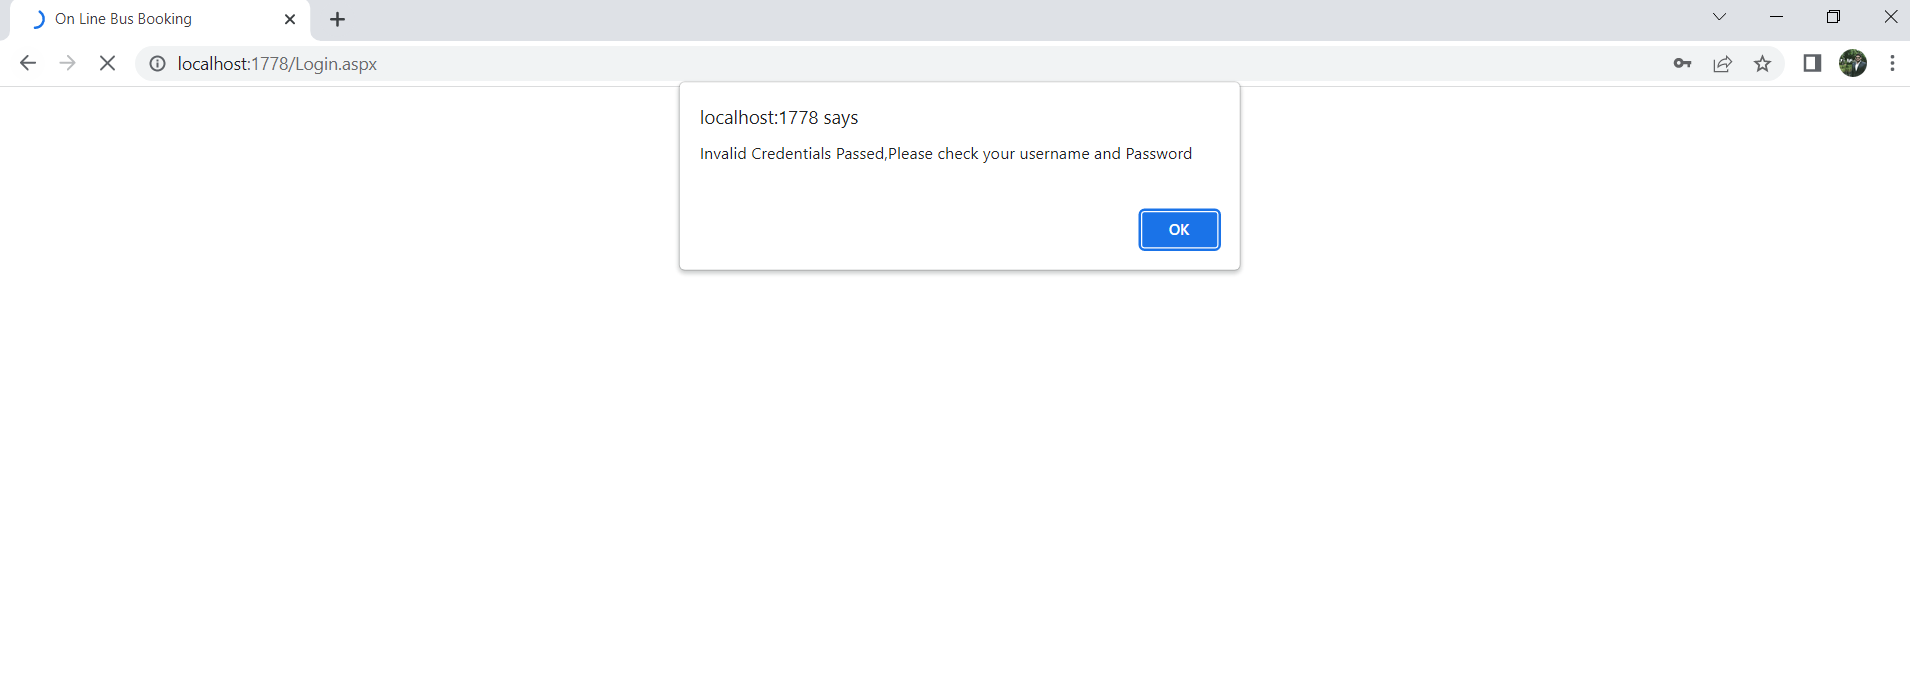 On Line Bus Booking
localhost:1778/Login.aspx
localhost:1778 says
Invalid Credentials Passed,Please check your username and Password
OK